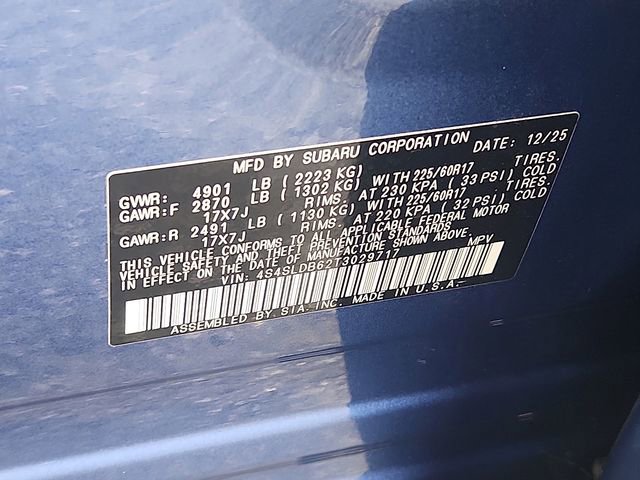 MFD BY SUBARU CORPORATION DATE: 12/25
GVWR: 4901 LB ( 2223 KG)
GAWR:F 2870 LB ( 1302 KG) WITH 225/60R17 TIRES.
17X7J RIMS. AT 230 KPA ( 33 PSI) COLD
GAWR:R 2491 LB ( 1130 KG) WITH 225/60R17 TIRES.
17X7J RIMS. AT 220 KPA ( 32 PSI) COLD
THIS VEHICLE CONFORMS TO ALL APPLICABLE FEDERAL MOTOR
VEHICLE SAFETY STANDARDS IN EFFECT ON THE
DATE OF MANUFACTURE SHOWN ABOVE.
VIN: 4S4SLDB62T3029717 MPV
ASSEMBLED BY SIA, INC. MADE IN U.S.A.